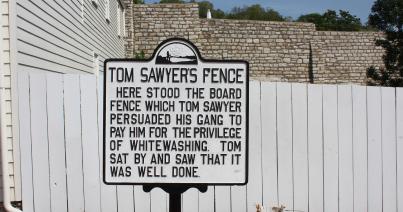 TOM SAWYER'S FENCE
HERE STOOD THE BOARD
FENCE WHICH TOM SAWYER
PERSUADED HIS GANG TO
PAY HIM FOR THE PRIVILEGE
OF WHITEWASHING. TOM
SAT BY AND SAW THAT IT
WAS WELL DONE.